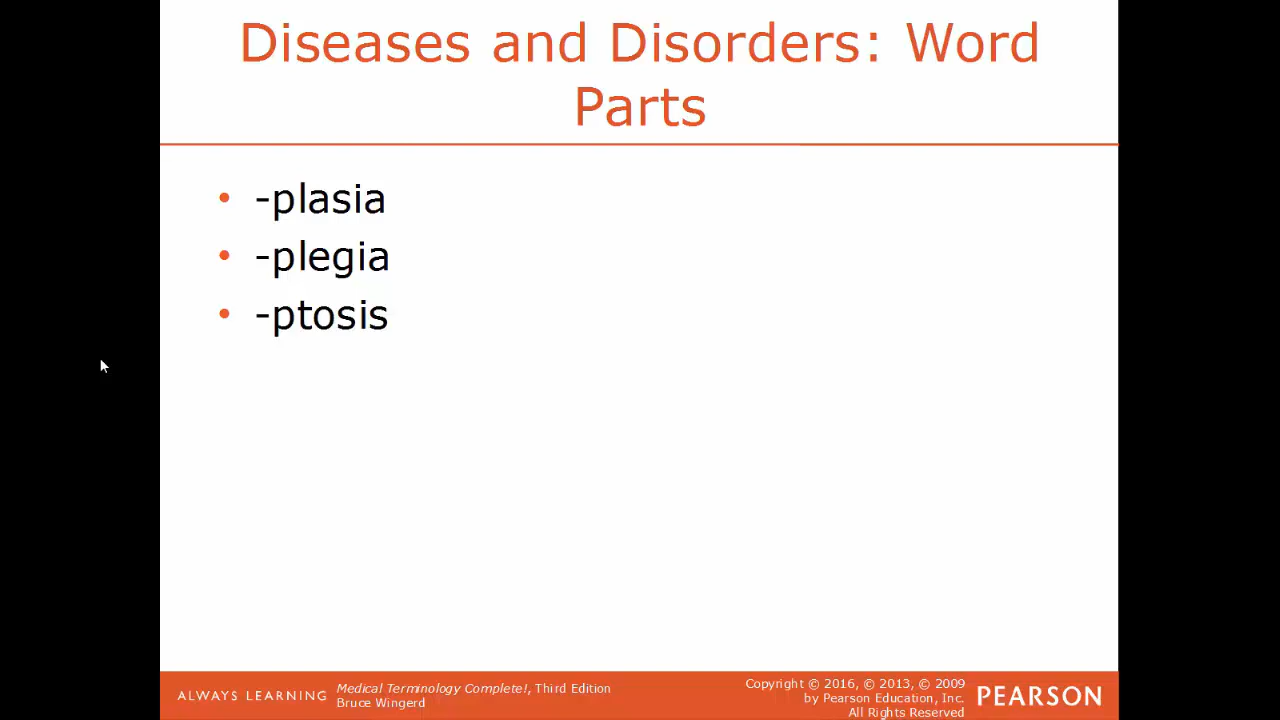 Diseases and Disorders: Word
Parts
• -plasia
• -plegia
• -ptosis
ALWAYS LEARNING
Medical Terminology Complete!, Third Edition
Bruce Wingerd
Copyright © 2016, © 2013, © 2009
by Pearson Education, Inc.
All Rights Reserved
PEARSON